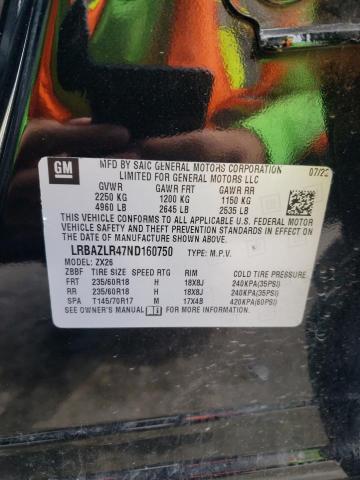 GM
MFD BY SAIC GENERAL MOTORS CORPORATION
LIMITED FOR GENERAL MOTORS LLC
07/22
GVWR GAWR FRT GAWR RR
2250 KG 1200 KG 1150 KG
4960 LB 2645 LB 2535 LB
THIS VEHICLE CONFORMS TO ALL APPLICABLE U.S. FEDERAL MOTOR
VEHICLE SAFETY AND THEFT PREVENTION STANDARDS IN EFFECT ON
THE DATE OF MANUFACTURE SHOWN ABOVE.
LRBAZLR47ND160750 TYPE: M.P.V.
MODEL: ZX26
ZBBF TIRE SIZE SPEED RTG RIM COLD TIRE PRESSURE
FRT 235/60R18 H 18X8J 240KPA(35PSI)
RR 235/60R18 H 18X8J 240KPA(35PSI)
SPA T145/70R17 M 17X4B 420KPA(60PSI)
SEE OWNER'S MANUAL FOR MORE INFORMATION.